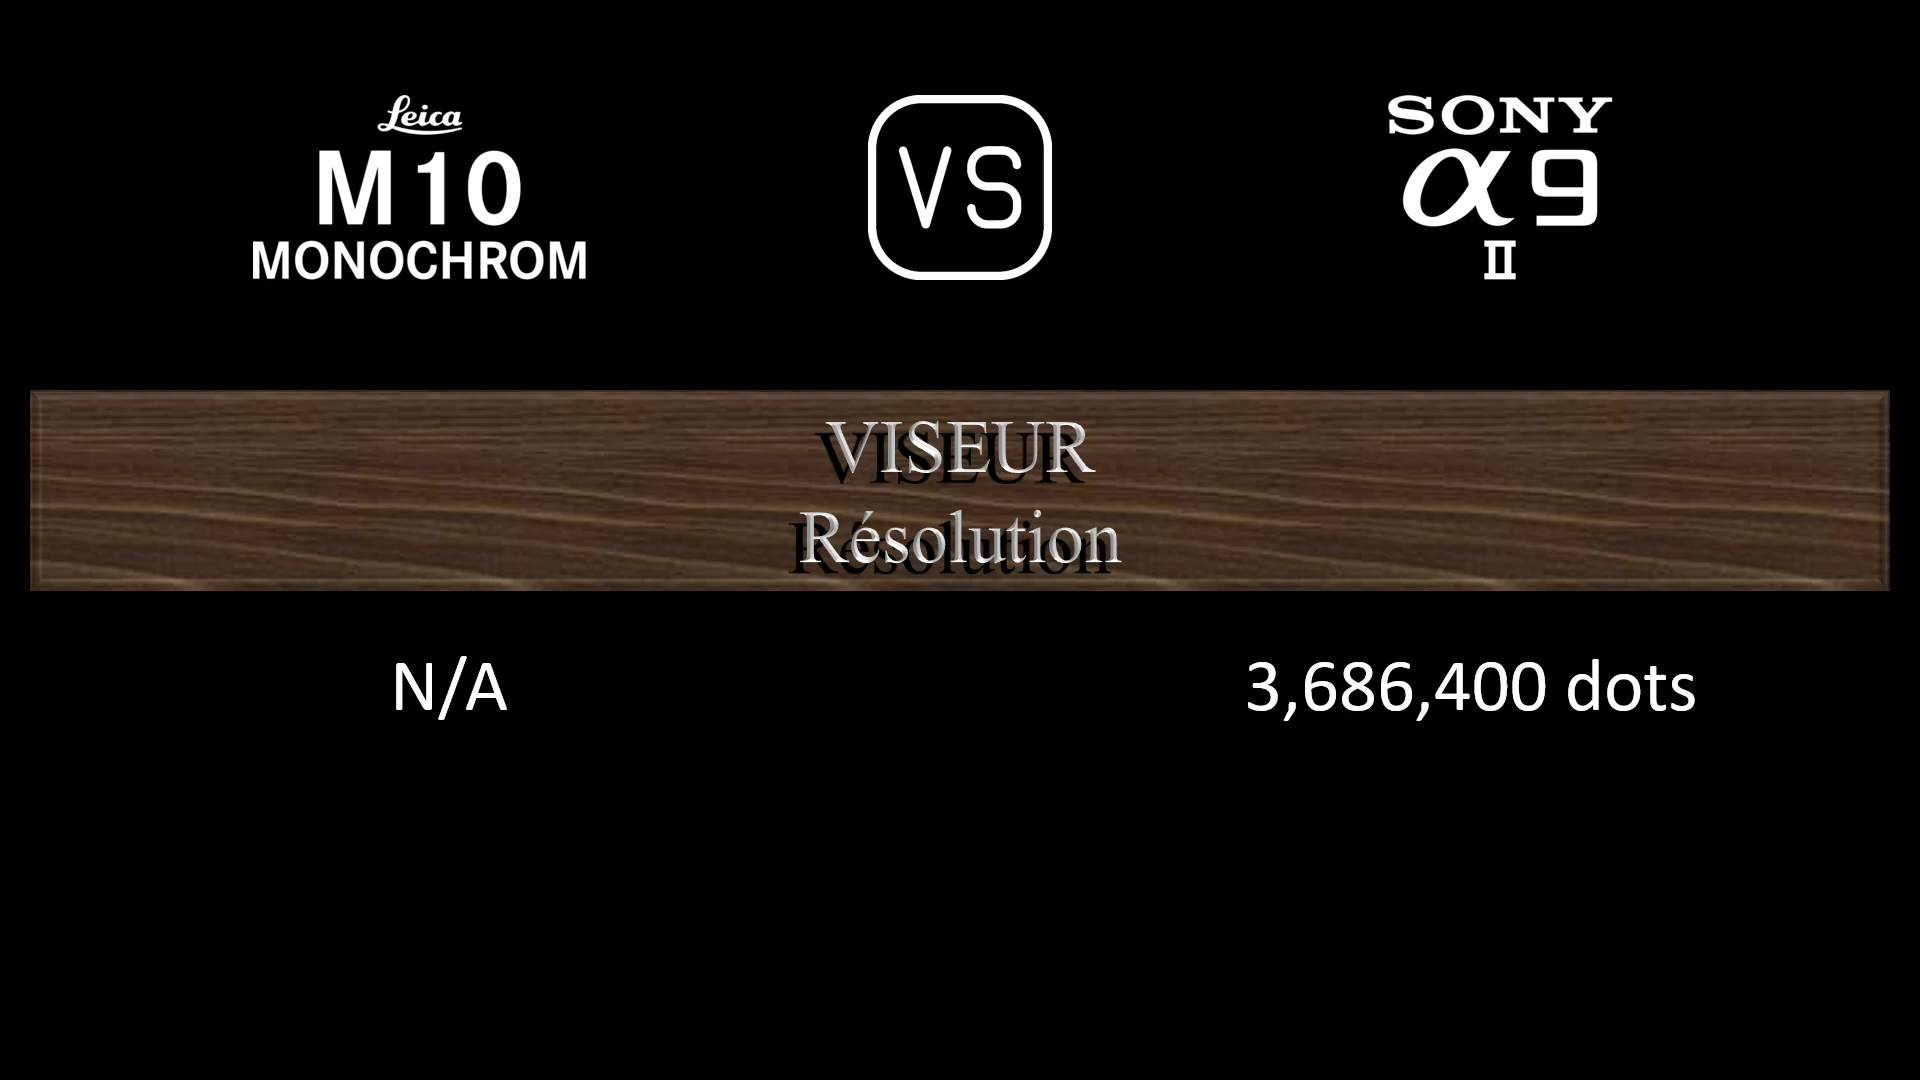 Leica
M10
MONOCHROM
VS
SONY
α9
II
VISEUR
Résolution
N/A
3,686,400 dots